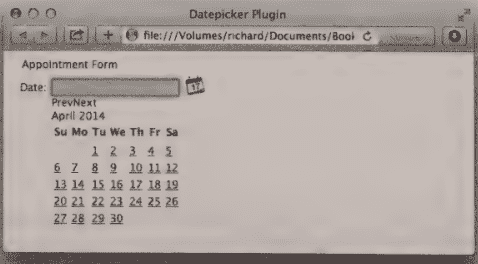 Datepicker Plugin
file:///Volumes/richard/Documents/Bool
Appointment Form
Date:
17
PrevNext
April 2014
Su Mo Tu We Th Fr Sa
1 2 3 4 5
6 7 8 9 10 11 12
13 14 15 16 17 18 19
20 21 22 23 24 25 26
27 28 29 30